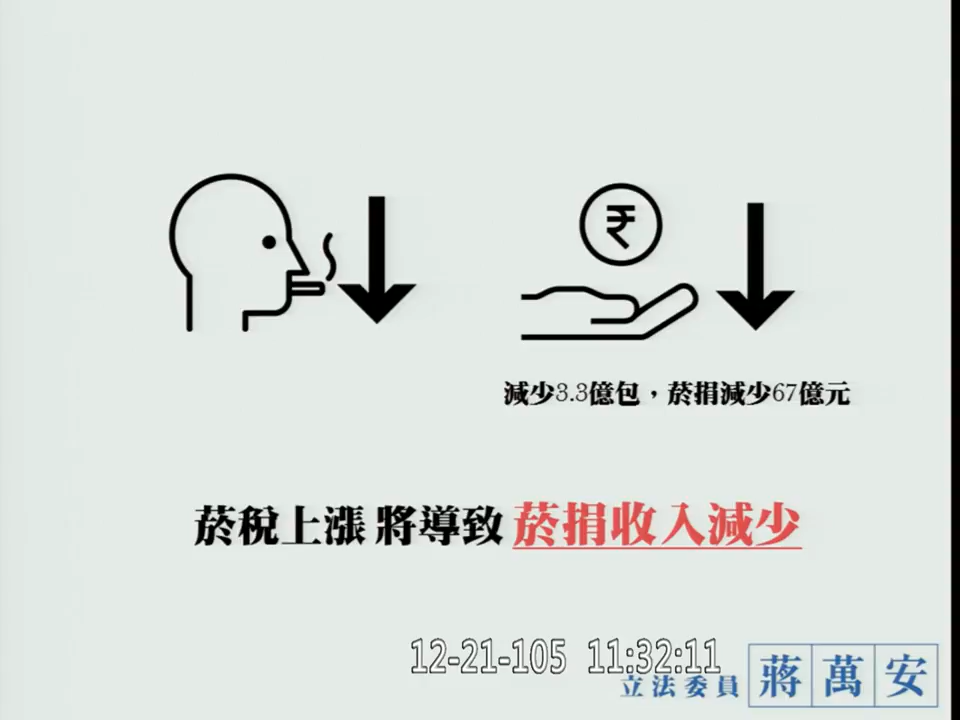 ₹
減少3.3億包，菸捐減少67億元
菸稅上漲 將導致 菸捐收入減少
12-21-105 11:32:11
立法委員 蔣萬安